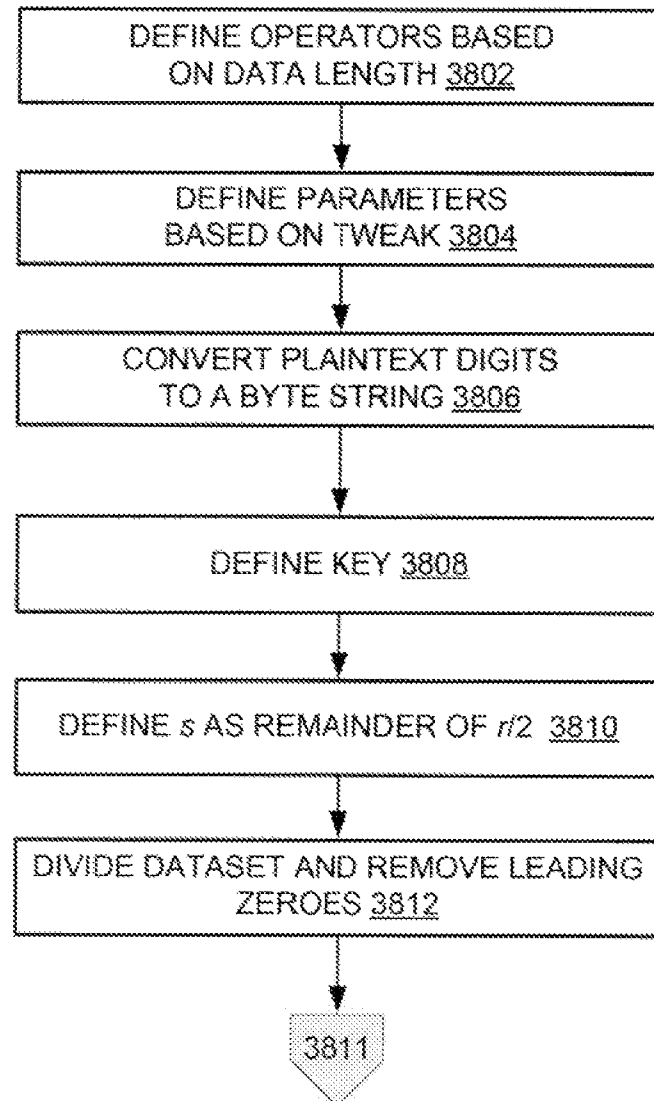 DEFINE OPERATORS BASED
ON DATA LENGTH 3802
DEFINE PARAMETERS
BASED ON TWEAK 3804
CONVERT PLAINTEXT DIGITS
TO A BYTE STRING 3806
DEFINE KEY 3808
DEFINE s AS REMAINDER OF r/2 3810
DIVIDE DATASET AND REMOVE LEADING
ZEROES 3812
3811